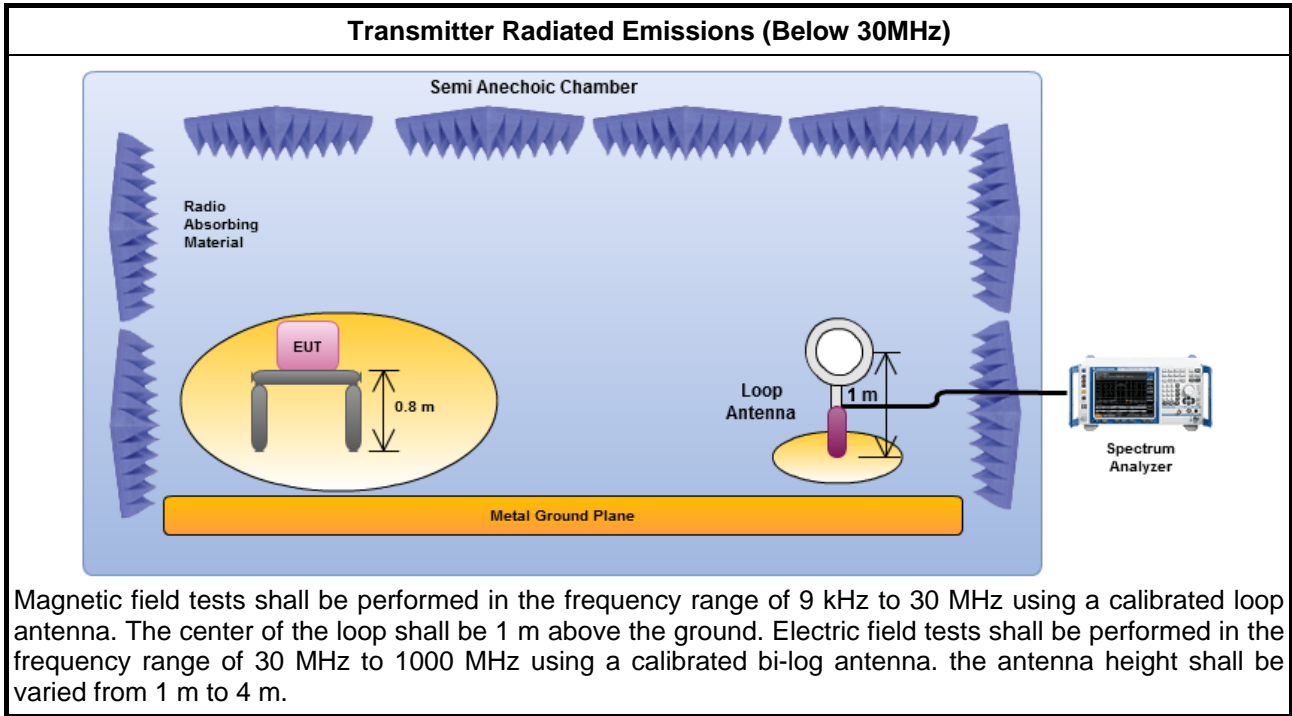 Transmitter Radiated Emissions (Below 30MHz)
Semi Anechoic Chamber
Radio
Absorbing
Material
EUT
0.8 m
Loop
Antenna
1 m
Spectrum
Analyzer
Metal Ground Plane
Magnetic field tests shall be performed in the frequency range of 9 kHz to 30 MHz using a calibrated loop
antenna. The center of the loop shall be 1 m above the ground. Electric field tests shall be performed in the
frequency range of 30 MHz to 1000 MHz using a calibrated bi-log antenna. the antenna height shall be
varied from 1 m to 4 m.